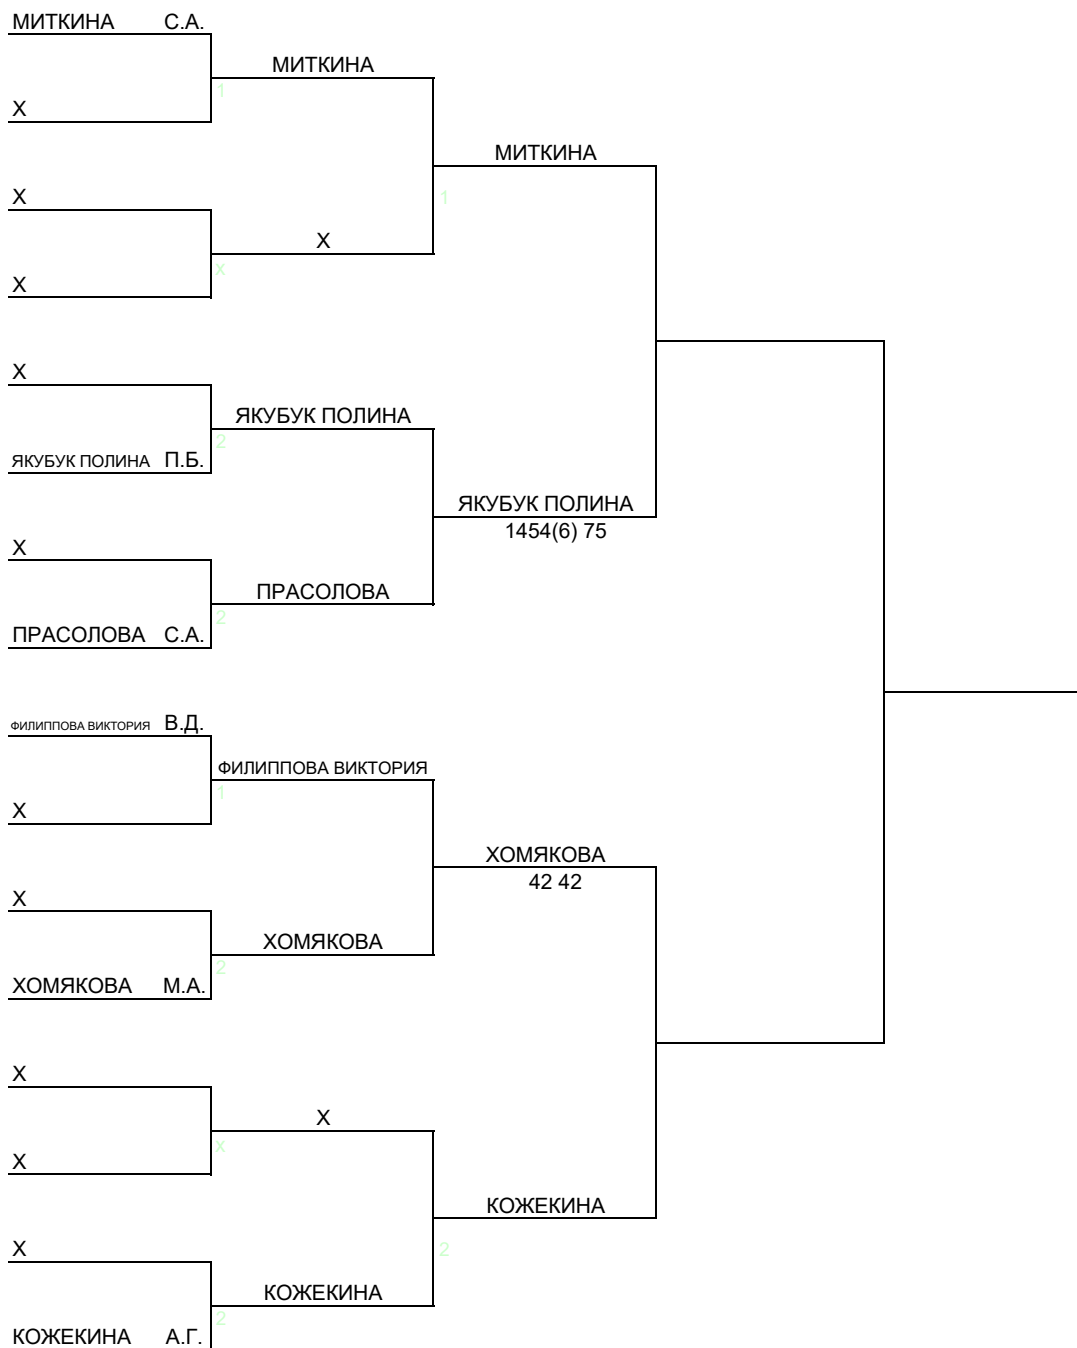 МИТКИНА С.А.
МИТКИНА
1
Х
МИТКИНА
Х
1
Х
х
Х
Х
ЯКУБУК ПОЛИНА
2
ЯКУБУК ПОЛИНА П.Б.
ЯКУБУК ПОЛИНА
1454(6) 75
Х
ПРАСОЛОВА
2
ПРАСОЛОВА С.А.
ФИЛИППОВА ВИКТОРИЯ В.Д.
ФИЛИППОВА ВИКТОРИЯ
1
Х
ХОМЯКОВА
42 42
Х
ХОМЯКОВА
2
ХОМЯКОВА М.А.
Х
Х
х
Х
КОЖЕКИНА
Х
2
КОЖЕКИНА
2
КОЖЕКИНА А.Г.